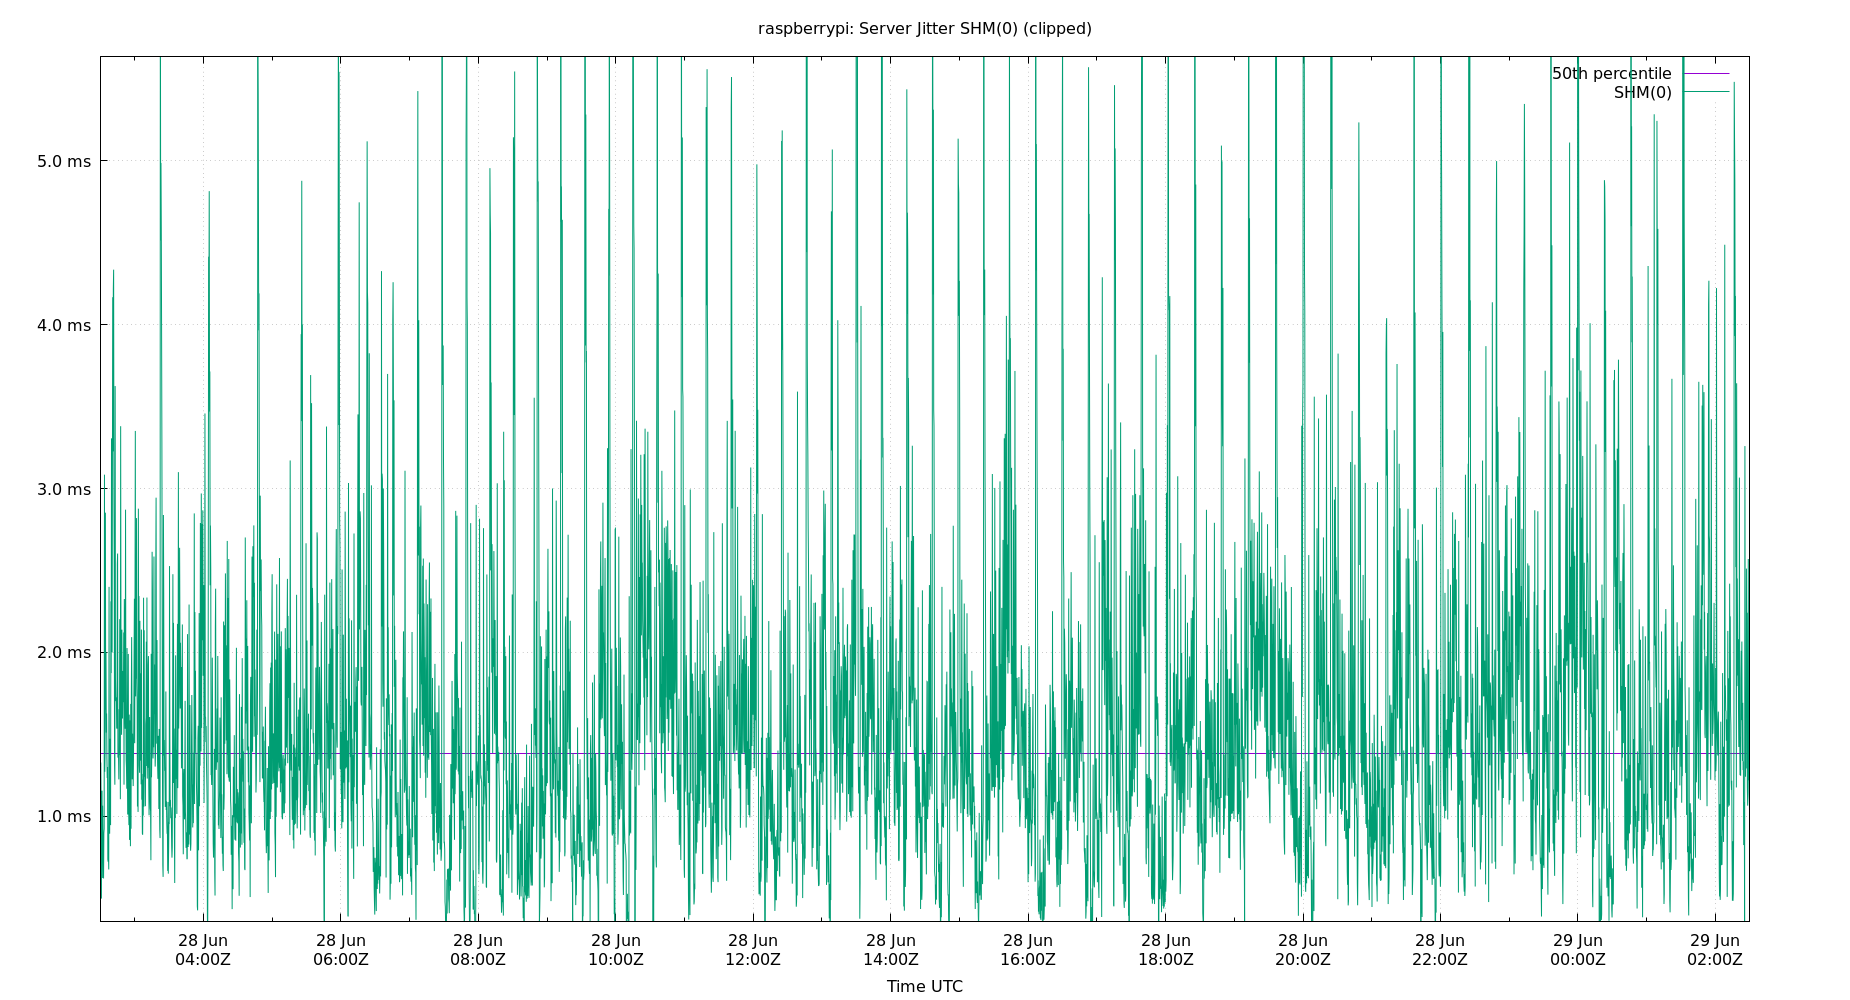 raspberrypi: Server Jitter SHM(0) (clipped)
50th percentile
SHM(0)
5.0 ms
4.0 ms
3.0 ms
2.0 ms
1.0 ms
28 Jun 28 Jun 28 Jun 28 Jun 28 Jun 28 Jun 28 Jun 28 Jun 28 Jun 28 Jun 29 Jun 29 Jun
04:00Z 06:00Z 08:00Z 10:00Z 12:00Z 14:00Z 16:00Z 18:00Z 20:00Z 22:00Z 00:00Z 02:00Z
Time UTC